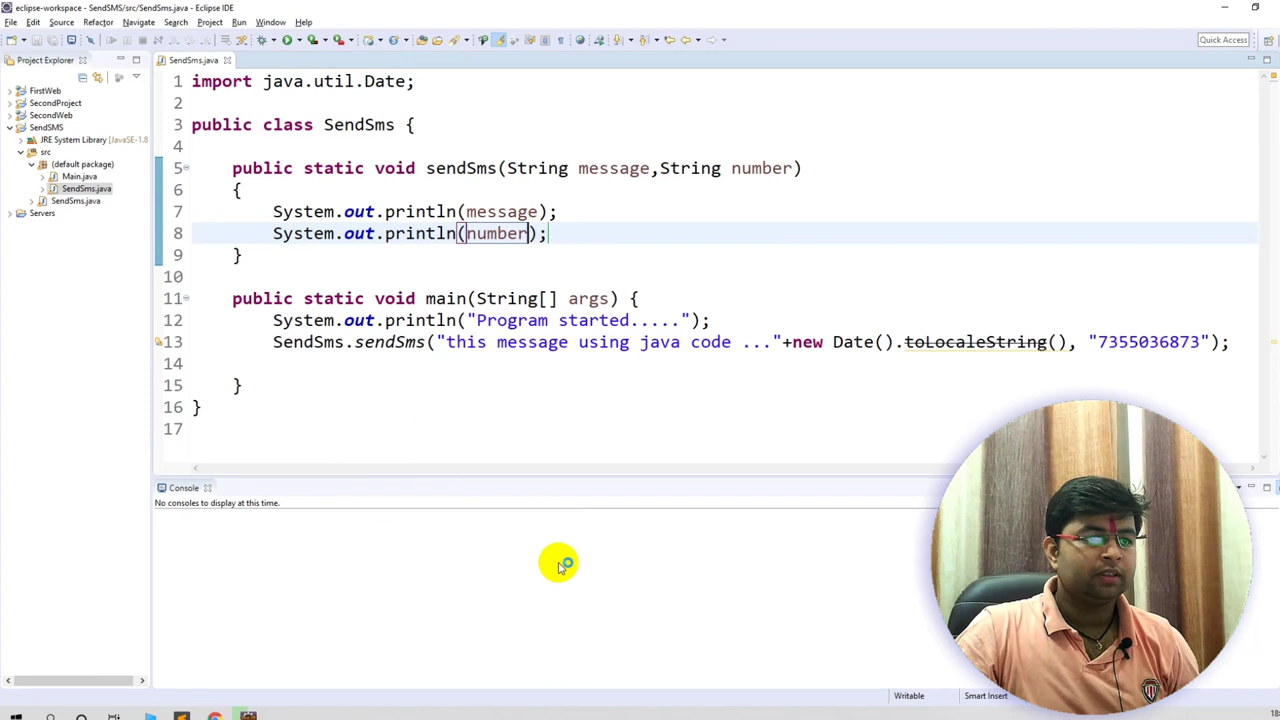 eclipse-workspace - SendSMS/src/SendSms.java - Eclipse IDE
File Edit Source Refactor Navigate Search Project Run Window Help
Quick Access
Project Explorer
SendSms.java
FirstWeb
SecondProject
SecondWeb
SendSMS
JRE System Library [JavaSE-1.8
src
(default package)
Main.java
SendSms.java
SendSms.java
Servers
1 import java.util.Date;
2
3 public class SendSms {
4
5 public static void sendSms(String message,String number)
6 {
7 System.out.println(message);
8 System.out.println(number);
9 }
10
11 public static void main(String[] args) {
12 System.out.println("Program started.....");
13 SendSms.sendSms("this message using java code ..."+new Date().toLocaleString(), "7355036873");
14
15 }
16 }
17
Console
No consoles to display at this time.
Writable Smart Insert